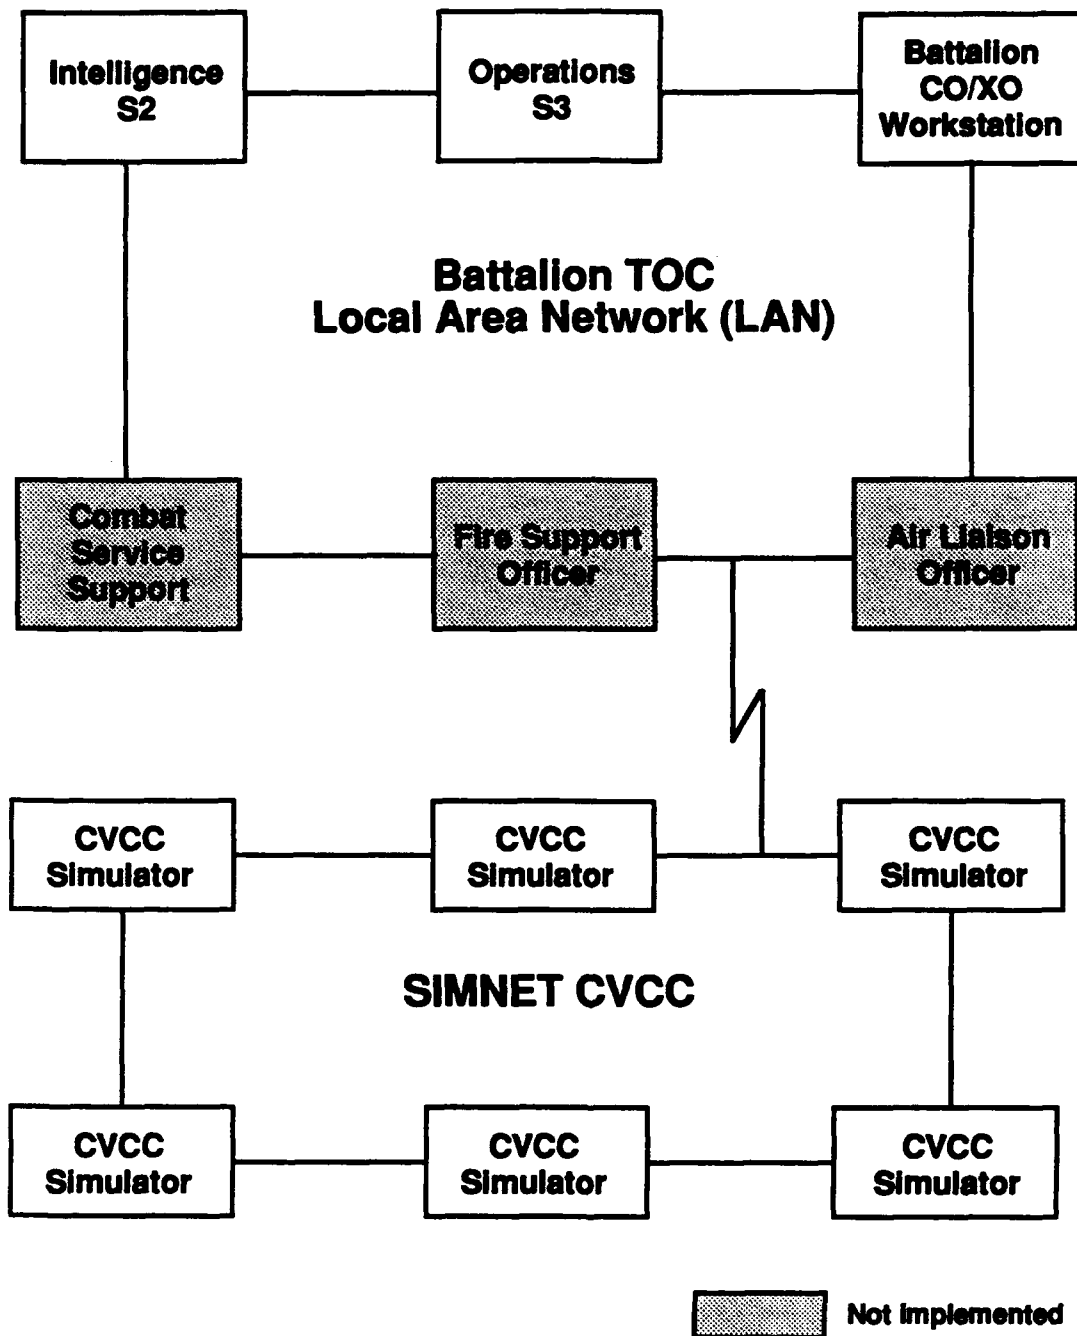 Intelligence
S2
Operations
S3
Battalion
CO/XO
Workstation
Battalion TOC
Local Area Network (LAN)
Combat
Service
Support
Fire Support
Officer
Air Liaison
Officer
CVCC
Simulator
CVCC
Simulator
CVCC
Simulator
SIMNET CVCC
CVCC
Simulator
CVCC
Simulator
CVCC
Simulator
Not implemented